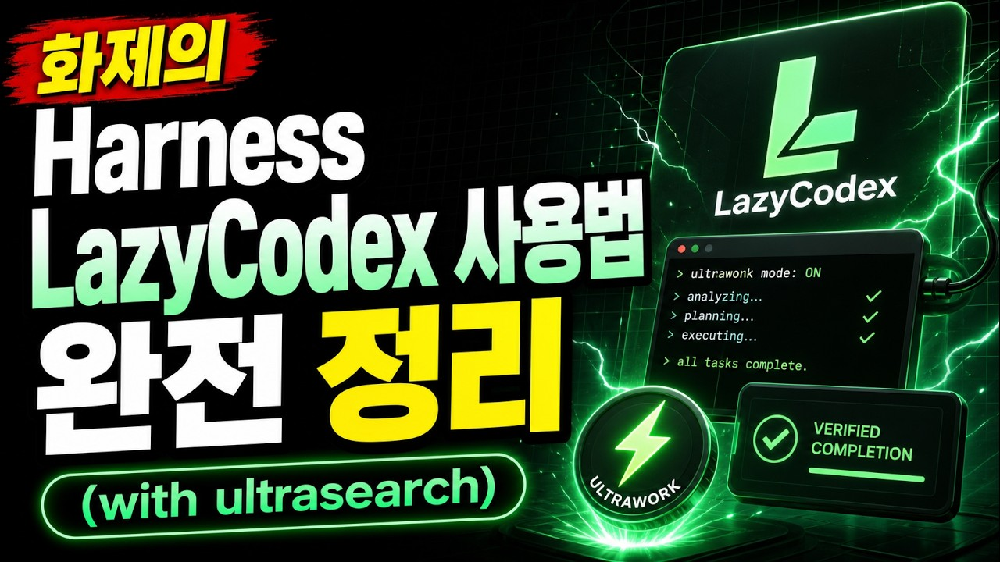 화제의
Harness
LazyCodex 사용법
완전 정리
(with ultrasearch)
LazyCodex
> ultrawonk mode: ON
> analyzing...
> planning...
> executing...
> all tasks complete.
ULTRAWORK
VERIFIED
COMPLETION